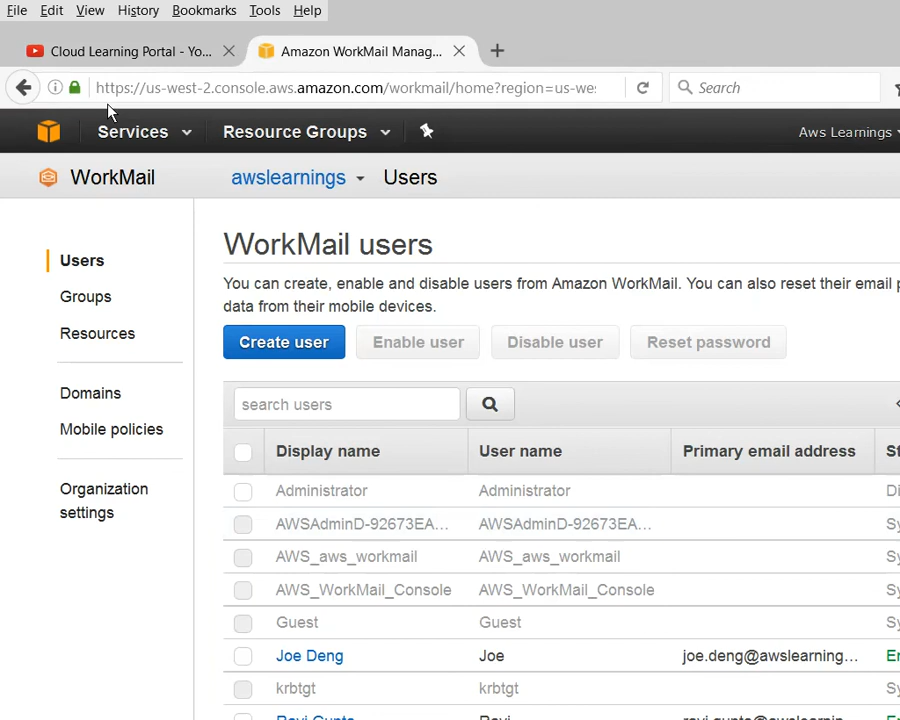 File Edit View History Bookmarks Tools Help
Cloud Learning Portal - Yo... Amazon WorkMail Manag...
https://us-west-2.console.aws.amazon.com/workmail/home?region=us-we Search
Services Resource Groups Aws Learnings
WorkMail awslearnings Users
Users
Groups
Resources
Domains
Mobile policies
Organization
settings
WorkMail users
You can create, enable and disable users from Amazon WorkMail. You can also reset their email
data from their mobile devices.
Create user Enable user Disable user Reset password
search users
Display name User name Primary email address
Administrator Administrator
AWSAdminD-92673EA... AWSAdminD-92673EA...
AWS_aws_workmail AWS_aws_workmail
AWS_WorkMail_Console AWS_WorkMail_Console
Guest Guest
Joe Deng Joe joe.deng@awslearning...
krbtgt krbtgt